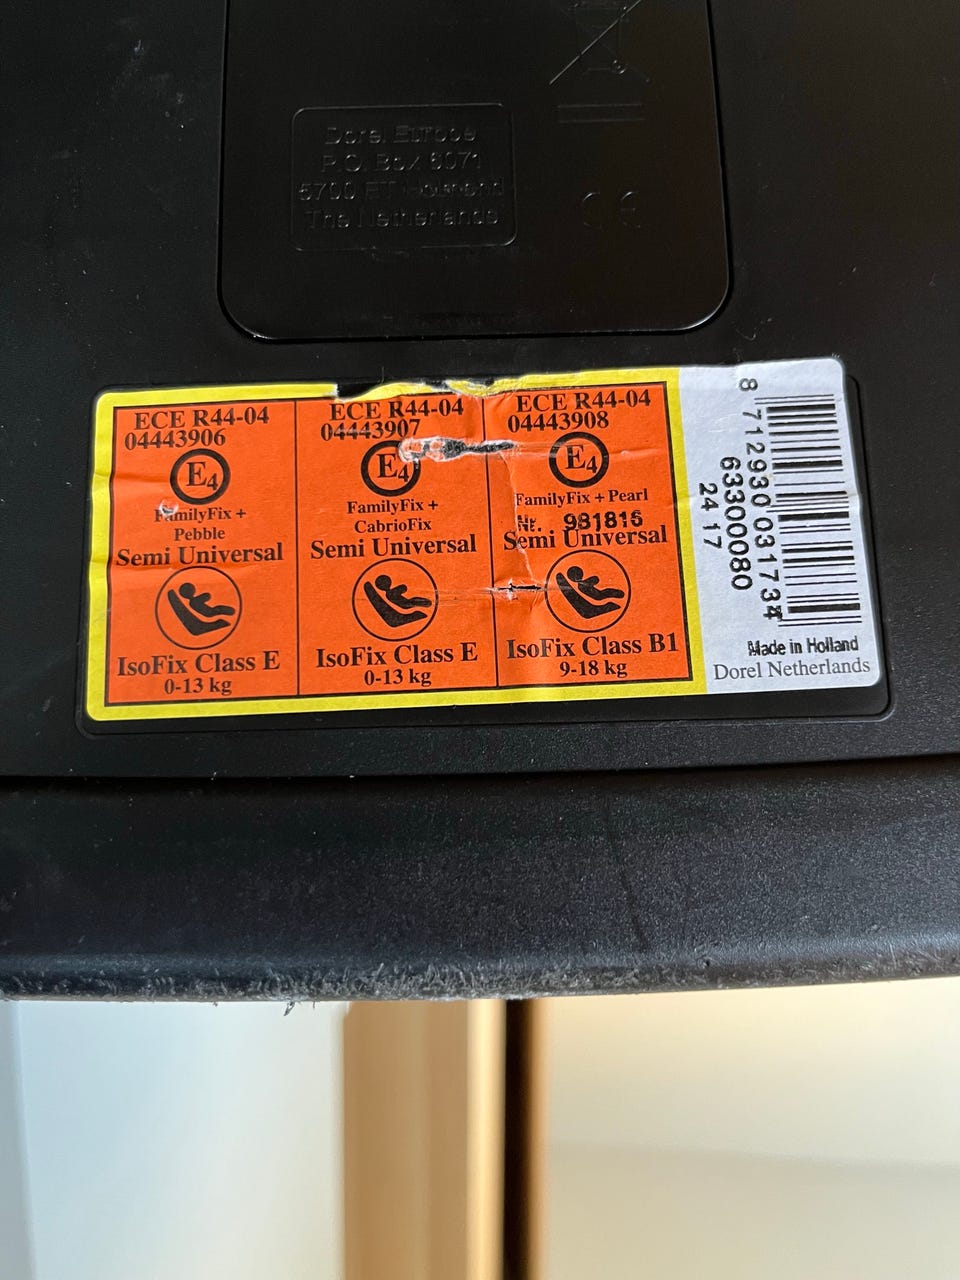 Dorel Europe
P.O. Box 6071
5700 ET Helmond
The Netherlands
CE
ECE R44-04
04443906
E4
FamilyFix +
Pebble
Semi Universal
IsoFix Class E
0-13 kg
ECE R44-04
04443907
E4
FamilyFix +
CabrioFix
Semi Universal
IsoFix Class E
0-13 kg
ECE R44-04
04443908
E4
FamilyFix + Pearl
Nr. 981816
Semi Universal
IsoFix Class B1
9-18 kg
8 712930 031734
63300080
24 17
Made in Holland
Dorel Netherlands